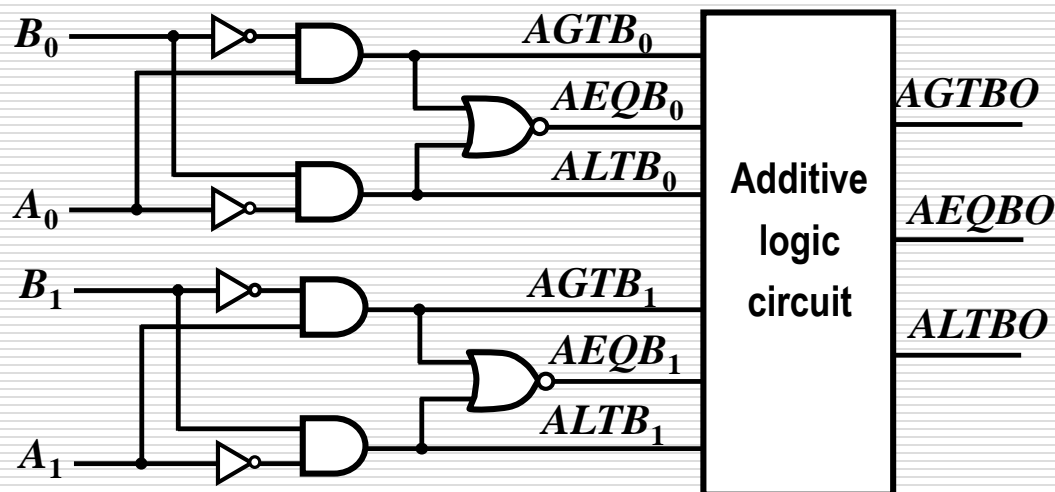 B₀
A₀
B₁
A₁
AGTB₀
AEQB₀
ALTB₀
AGTB₁
AEQB₁
ALTB₁
Additive
logic
circuit
AGTBO
AEQBO
ALTBO